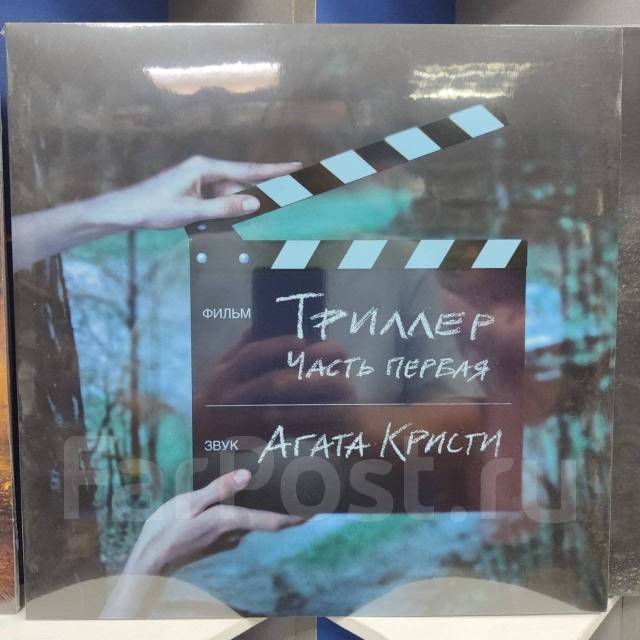 ФИЛЬМ ТРИЛЛЕР
ЧАСТЬ ПЕРВАЯ
ЗВУК АГАТА КРИСТИ
FarPost.ru